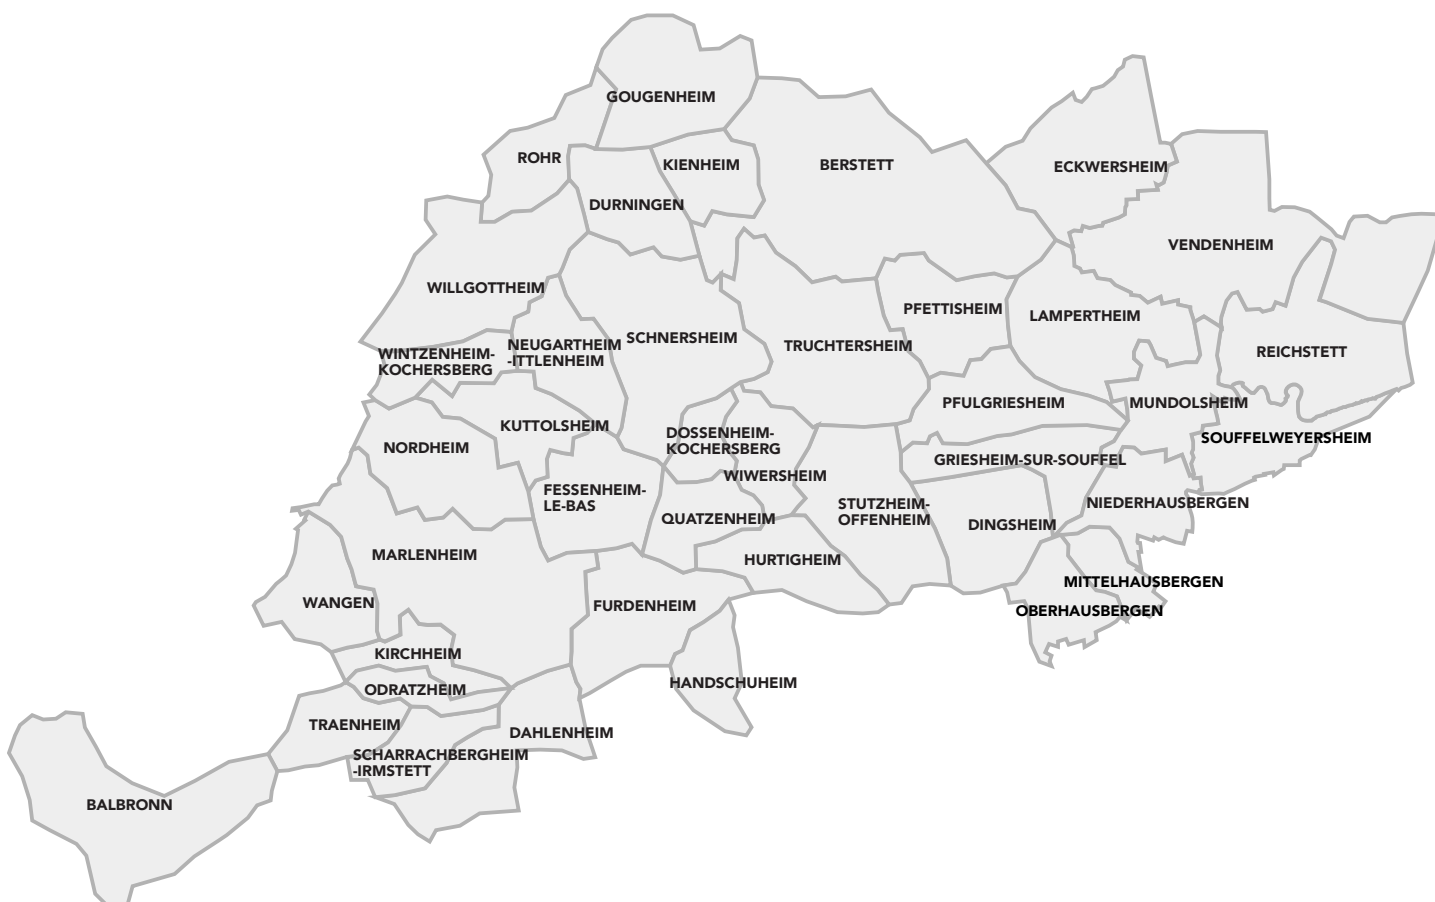 GOUGENHEIM
ROHR
KIENHEIM
BERSTETT
ECKWERSHEIM
DURNINGEN
VENDENHEIM
WILLGOTTHEIM
PFETTISHEIM
LAMPERTHEIM
SCHNERSHEIM
NEUGARTHEIM
-ITTLENHEIM
TRUCHTERSHEIM
REICHSTETT
WINTZENHEIM-
KOCHERSBERG
PFULGRIESHEIM
MUNDOLSHEIM
KUTTOLSHEIM
DOSSENHEIM-
KOCHERSBERG
SOUFFELWEYERSHEIM
NORDHEIM
GRIESHEIM-SUR-SOUFFEL
WIWERSHEIM
FESSENHEIM-
LE-BAS
STUTZHEIM-
OFFENHEIM
NIEDERHAUSBERGEN
QUATZENHEIM
DINGSHEIM
MARLENHEIM
HURTIGHEIM
MITTELHAUSBERGEN
WANGEN
FURDENHEIM
OBERHAUSBERGEN
KIRCHHEIM
HANDSCHUHEIM
ODRATZHEIM
TRAENHEIM
DAHLENHEIM
SCHARRACHBERGHEIM
-IRMSTETT
BALBRONN